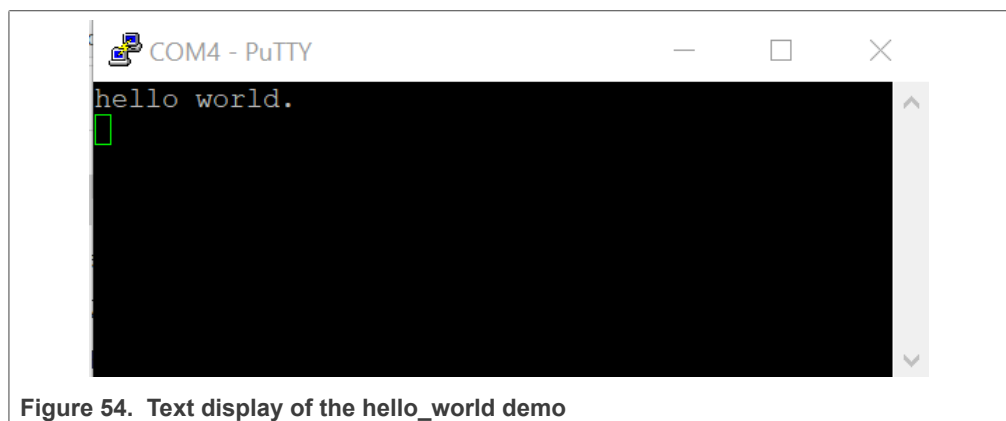 COM4 - PuTTY
hello world.
Figure 54. Text display of the hello_world demo